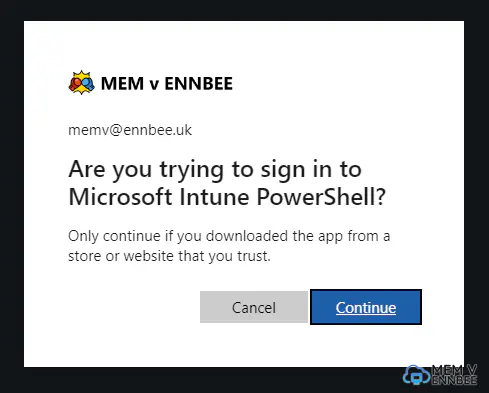 MEM v ENNBEE
memv@ennbee.uk
Are you trying to sign in to
Microsoft Intune PowerShell?
Only continue if you downloaded the app from a
store or website that you trust.
Cancel
Continue
MEM V
ENNBEE